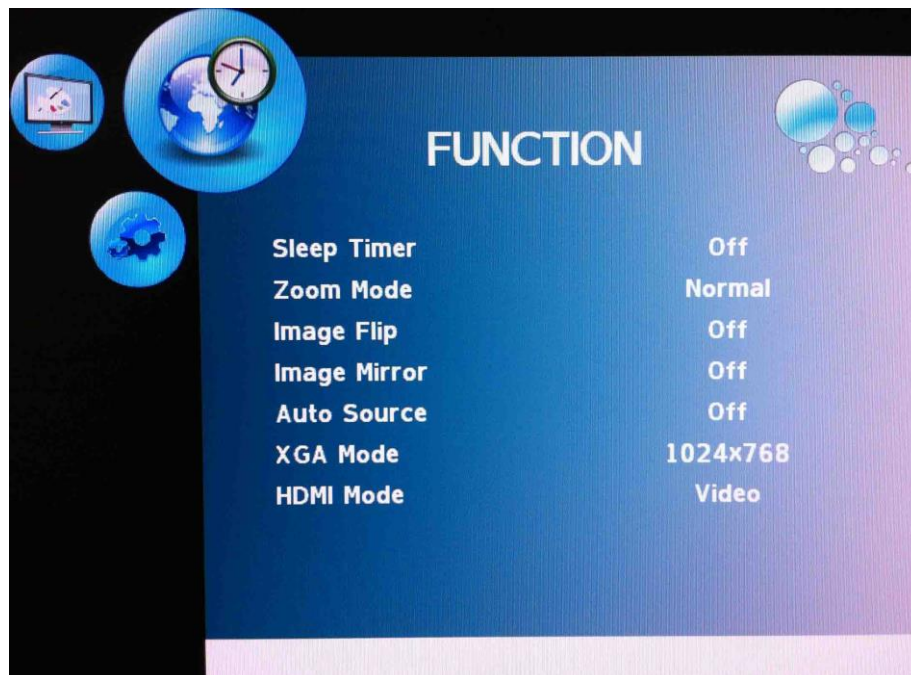 FUNCTION
Sleep Timer Off
Zoom Mode Normal
Image Flip Off
Image Mirror Off
Auto Source Off
XGA Mode 1024x768
HDMI Mode Video